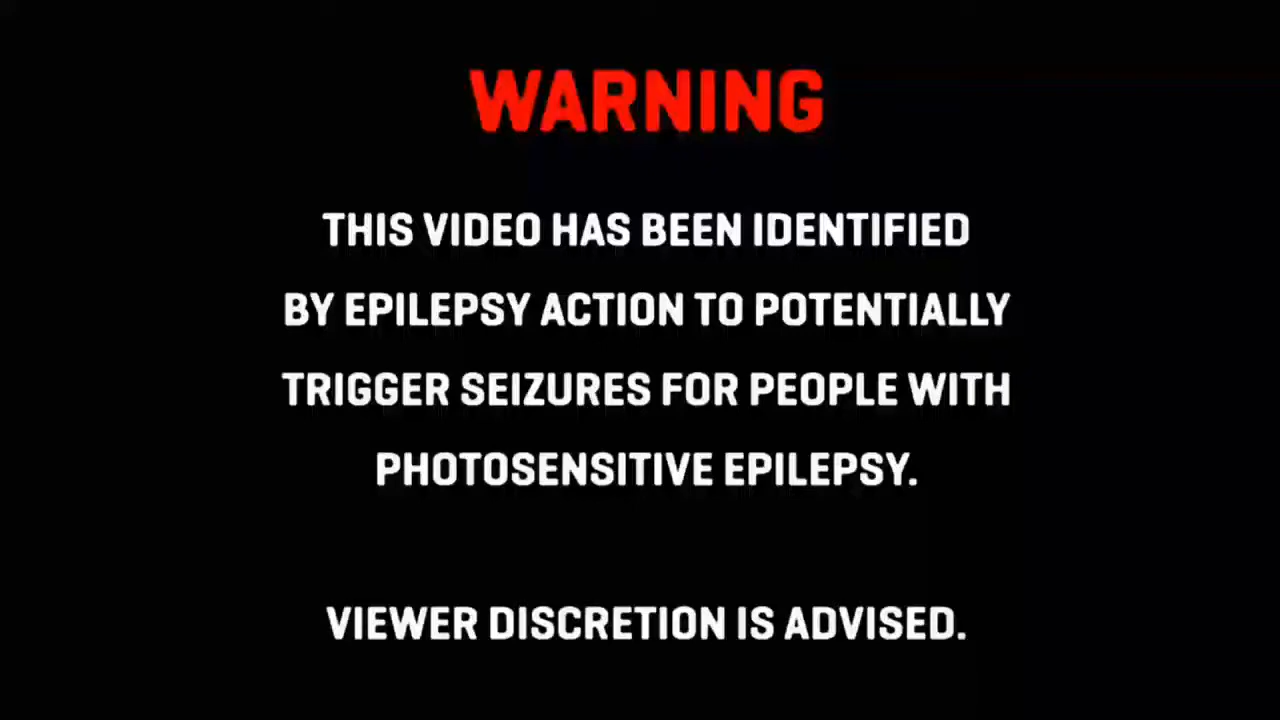 WARNING
THIS VIDEO HAS BEEN IDENTIFIED
BY EPILEPSY ACTION TO POTENTIALLY
TRIGGER SEIZURES FOR PEOPLE WITH
PHOTOSENSITIVE EPILEPSY.
VIEWER DISCRETION IS ADVISED.